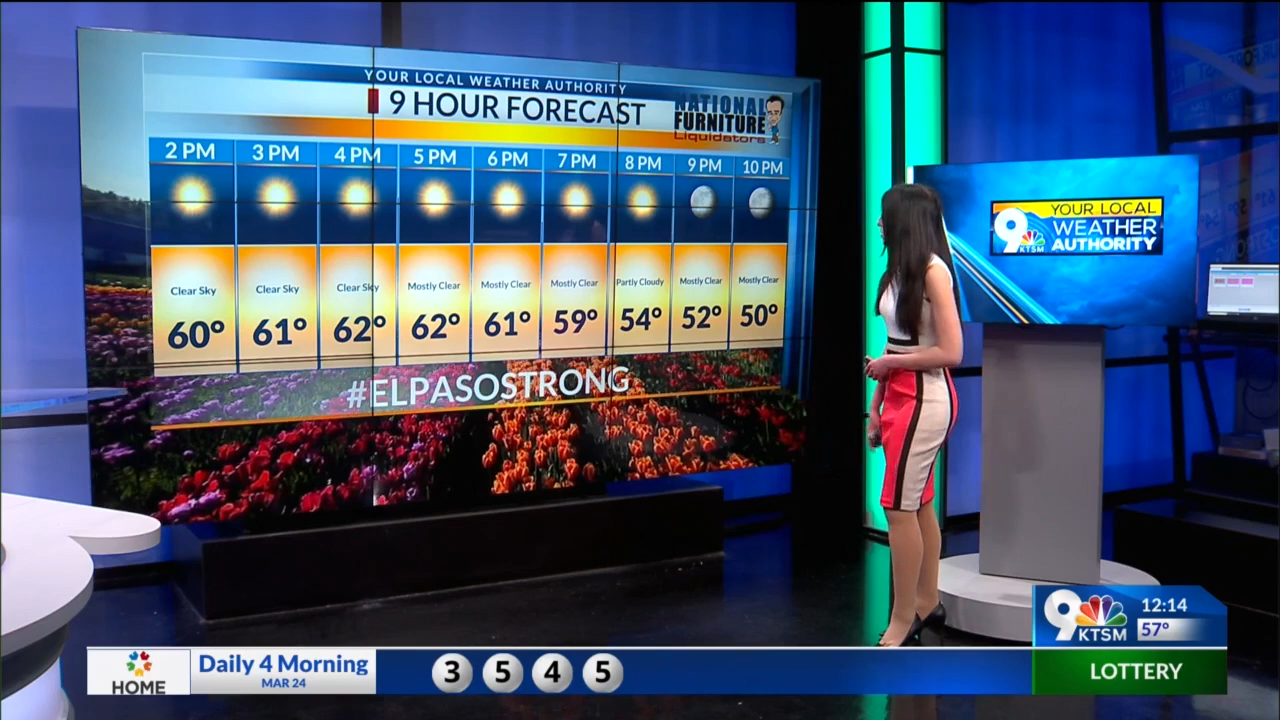 YOUR LOCAL WEATHER AUTHORITY
9 HOUR FORECAST
NATIONAL
FURNITURE
Liquidators
2 PM 3 PM 4 PM 5 PM 6 PM 7 PM 8 PM 9 PM 10 PM
Clear Sky Clear Sky Clear Sky Mostly Clear Mostly Clear Mostly Clear Partly Cloudy Mostly Clear Mostly Clear
60° 61° 62° 62° 61° 59° 54° 52° 50°
#ELPASOSTRONG
9 KTSM
YOUR LOCAL
WEATHER
AUTHORITY
9 KTSM
12:14
57°
LOTTERY
HOME
Daily 4 Morning
MAR 24
3 5 4 5